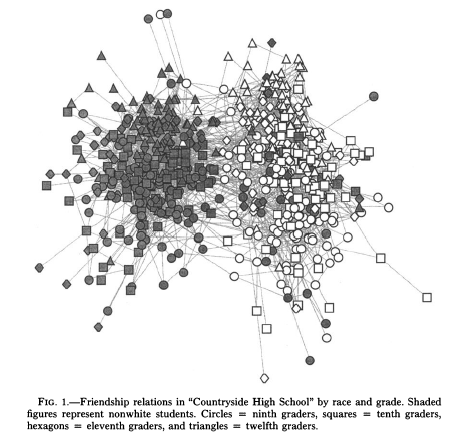 FIG. 1.—Friendship relations in "Countryside High School" by race and grade. Shaded
figures represent nonwhite students. Circles = ninth graders, squares = tenth graders,
hexagons = eleventh graders, and triangles = twelfth graders.